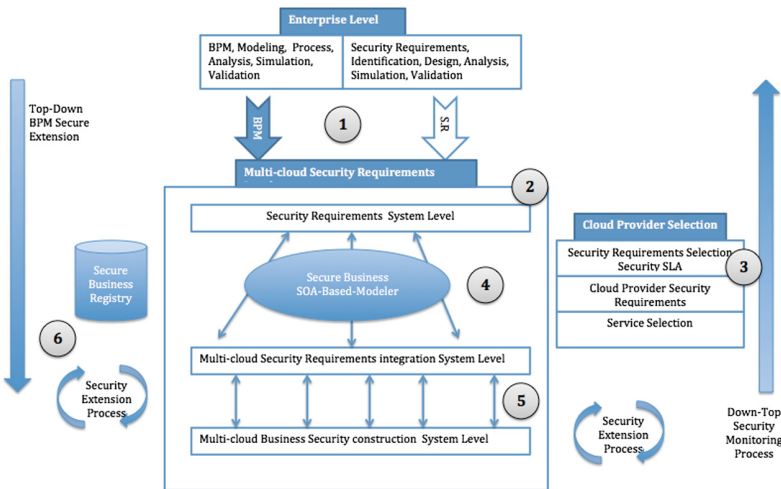 Enterprise Level
BPM, Modeling, Process,
Analysis, Simulation,
Validation
Security Requirements,
Identification, Design, Analysis,
Simulation, Validation
Top-Down
BPM Secure
Extension
1
BPM
S.R
Multi-cloud Security Requirements
2
Security Requirements System Level
Cloud Provider Selection
Security Requirements Selection
Security SLA
3
Cloud Provider Security
Requirements
Service Selection
Secure
Business
Registry
Secure Business
SOA-Based-Modeler
4
6
Multi-cloud Security Requirements integration System Level
Security
Extension
Process
5
Multi-cloud Business Security construction System Level
Security
Extension
Process
Down-Top
Security
Monitoring
Process